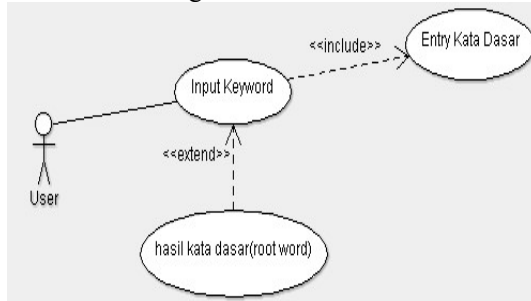 Entry Kata Dasar
<<include>>
Input Keyword
<<extend>>
User
hasil kata dasar(root word)